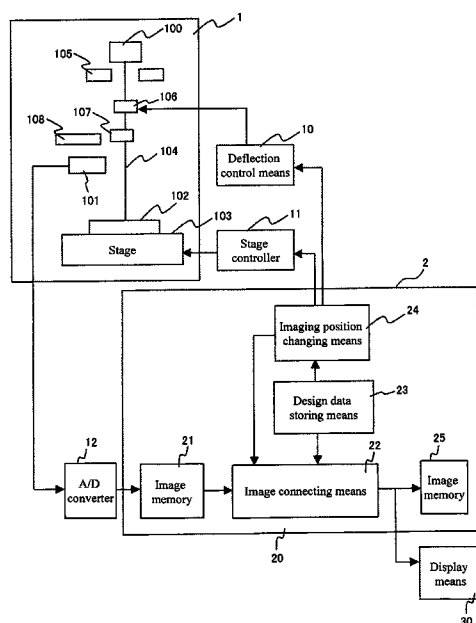 100
1
105
106
107
108
10
Deflection control means
104
101
102
103
11
Stage
Stage controller
2
Imaging position changing means
24
Design data storing means
23
12
A/D converter
21
Image memory
22
Image connecting means
25
Image memory
20
Display means
30